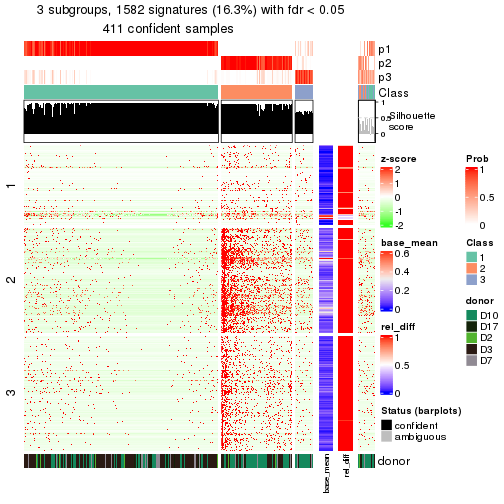 3 subgroups, 1582 signatures (16.3%) with fdr < 0.05
411 confident samples
p1
p2
p3
Class
1
0.5
0
Silhouette
score
1
2
3
z-score
2
1
0
-1
-2
Prob
1
0.5
0
base_mean
0.6
0.4
0.2
0
Class
1
2
3
rel_diff
1
0.5
0
donor
D10
D17
D2
D3
D7
Status (barplots)
confident
ambiguous
donor
base_mean
rel_diff